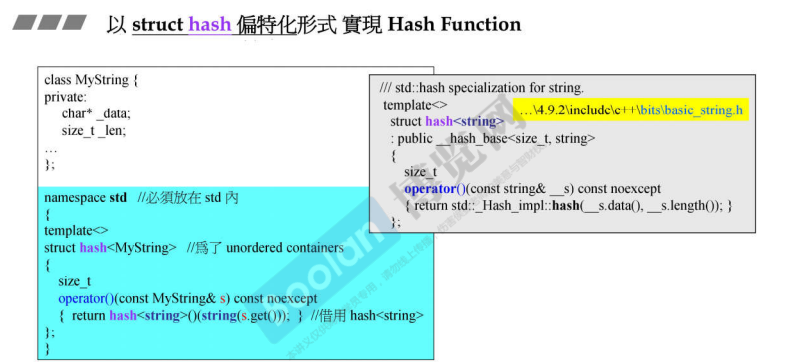 以 struct hash 偏特化形式 實現 Hash Function
class MyString {
private:
char* _data;
size_t _len;
…
};
namespace std //必須放在 std 內
{
template<>
struct hash<MyString> //爲了 unordered containers
{
size_t
operator()(const MyString& s) const noexcept
{ return hash<string>()(string(s.get())); } //借用 hash<string>
};
}
/// std::hash specialization for string.
template<>
…\4.9.2\include\c++\bits\basic_string.h
struct hash<string>
: public __hash_base<size_t, string>
{
size_t
operator()(const string& __s) const noexcept
{ return std::_Hash_impl::hash(__s.data(), __s.length()); }
};
boolan
博览网